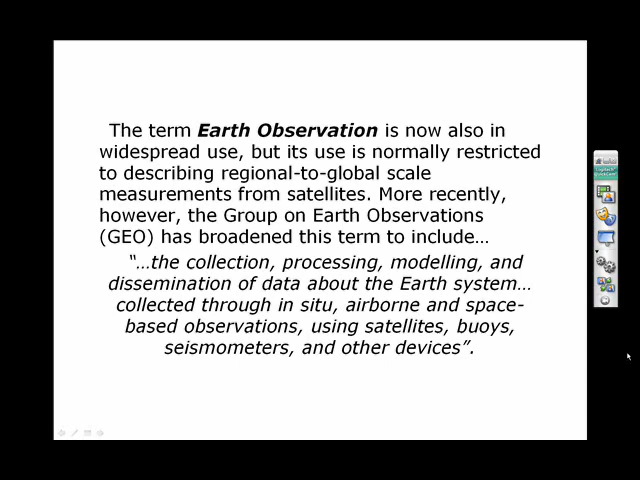 The term Earth Observation is now also in
widespread use, but its use is normally restricted
to describing regional-to-global scale
measurements from satellites. More recently,
however, the Group on Earth Observations
(GEO) has broadened this term to include…
“…the collection, processing, modelling, and
dissemination of data about the Earth system…
collected through in situ, airborne and space-
based observations, using satellites, buoys,
seismometers, and other devices”.